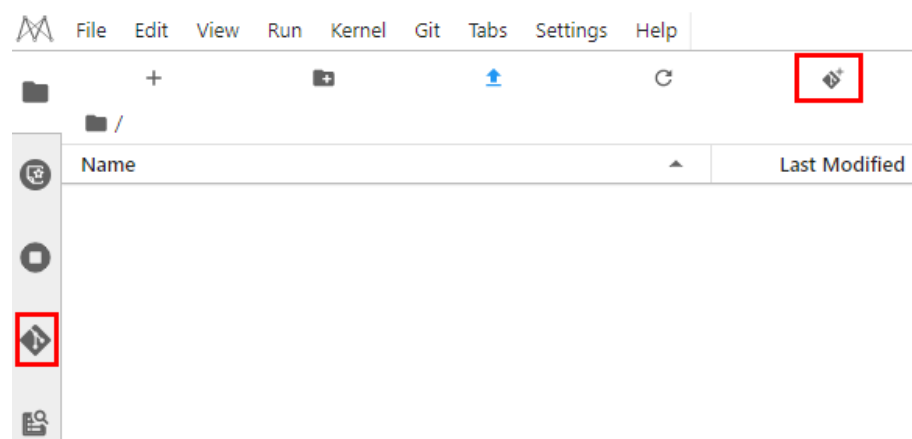 File Edit View Run Kernel Git Tabs Settings Help
/
Name Last Modified